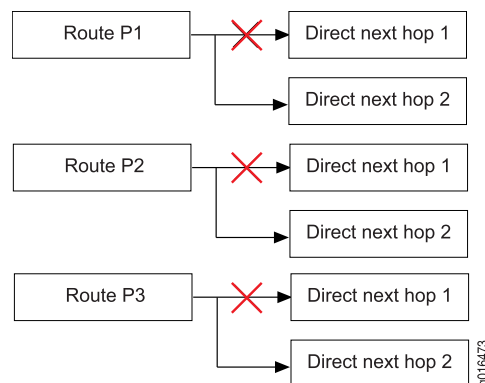 Route P1
Direct next hop 1
Direct next hop 2
Route P2
Direct next hop 1
Direct next hop 2
Route P3
Direct next hop 1
Direct next hop 2